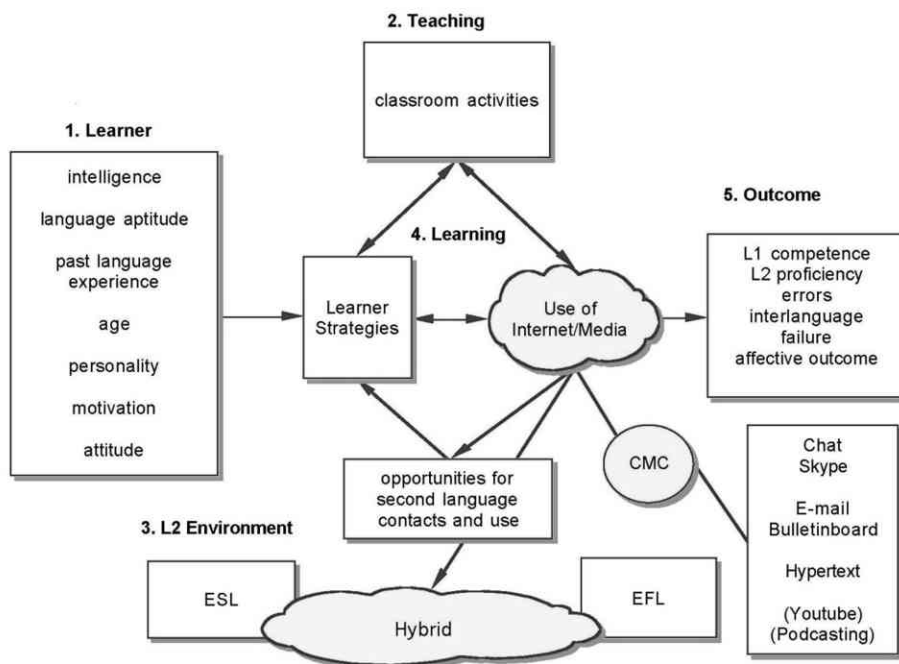 2. Teaching
classroom activities
1. Learner
intelligence
language aptitude
past language
experience
age
personality
motivation
attitude
4. Learning
Learner
Strategies
Use of
Internet/Media
5. Outcome
L1 competence
L2 proficiency
errors
interlanguage
failure
affective outcome
opportunities for
second language
contacts and use
CMC
Chat
Skype
E-mail
Bulletinboard
Hypertext
(Youtube)
(Podcasting)
3. L2 Environment
ESL
Hybrid
EFL